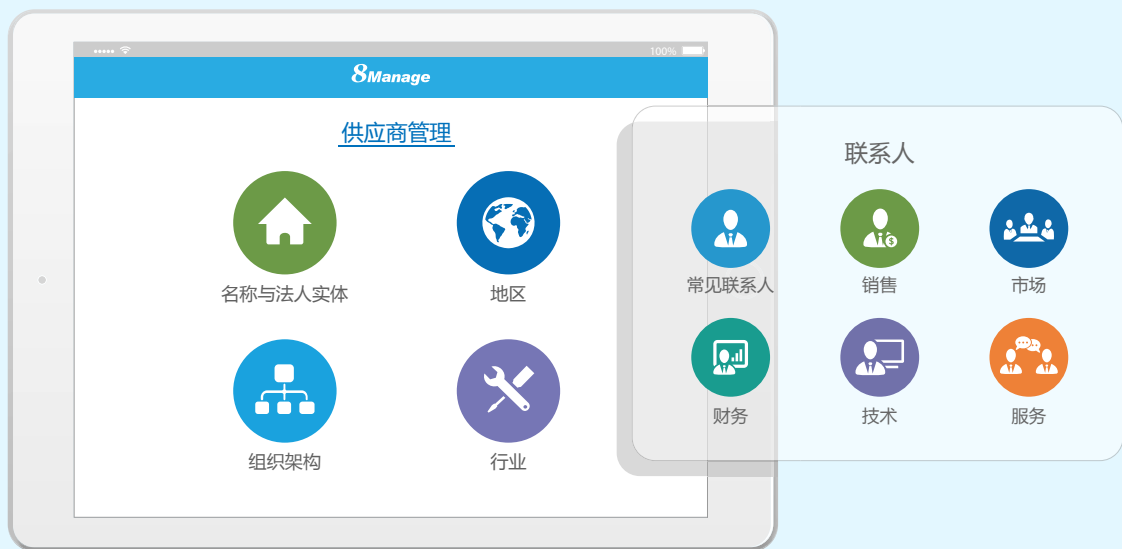 100%
8Manage
供应商管理
名称与法人实体
地区
组织架构
行业
联系人
常见联系人
销售
市场
财务
技术
服务